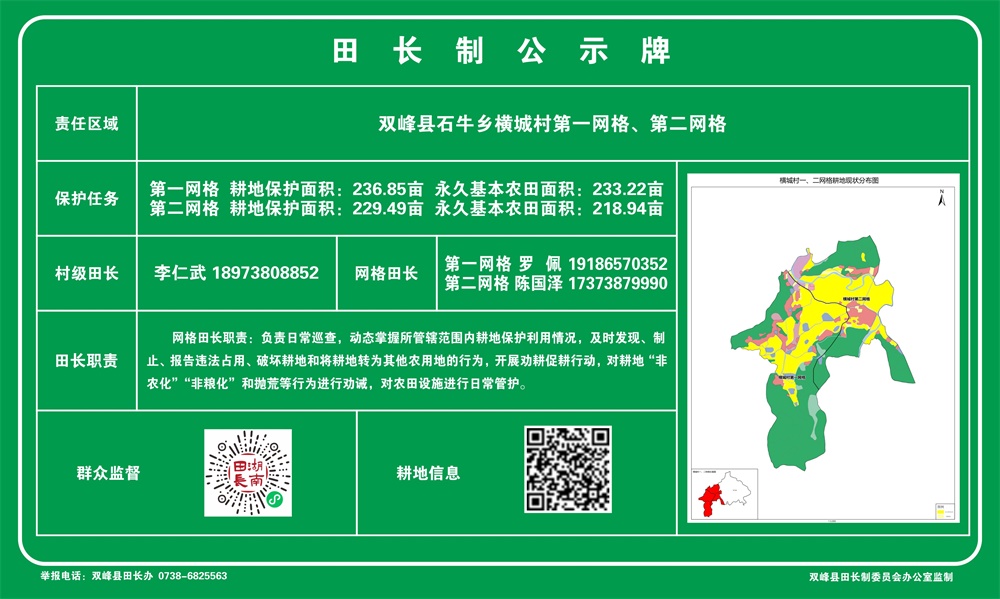 田长制公示牌
责任区域
双峰县石牛乡横城村第一网格、第二网格
保护任务
第一网格 耕地保护面积：236.85亩 永久基本农田面积：233.22亩
第二网格 耕地保护面积：229.49亩 永久基本农田面积：218.94亩
村级田长
李仁武 18973808852
网格田长
第一网格 罗 佩 19186570352
第二网格 陈国泽 17373879990
田长职责
网格田长职责：负责日常巡查，动态掌握所管辖范围内耕地保护利用情况，及时发现、制
止、报告违法占用、破坏耕地和将耕地转为其他农用地的行为，开展劝耕促耕行动，对耕地“非
农化”“非粮化”和抛荒等行为进行劝诫，对农田设施进行日常管护。
群众监督
湖南田長
耕地信息
横城村一、二网格耕地现状分布图
N
横城村第二网格
横城村第一网格
举报电话：双峰县田长办 0738-6825563
双峰县田长制委员会办公室监制